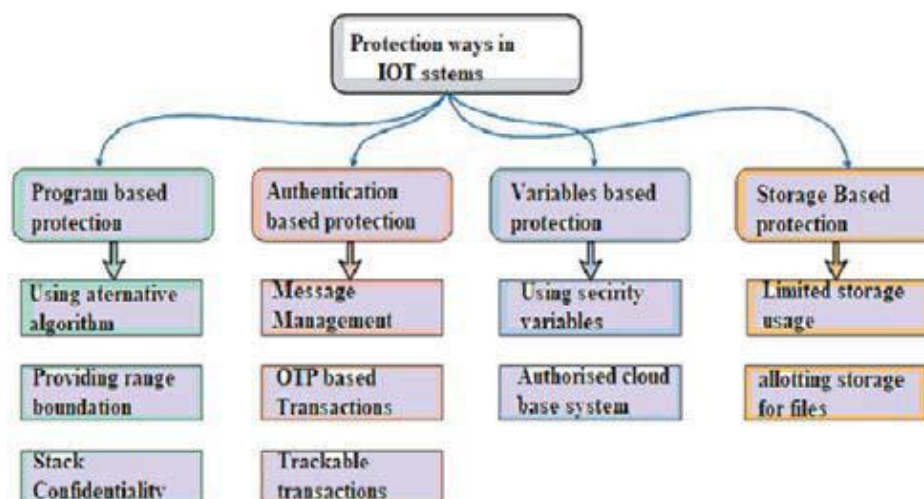 Protection ways in
IOT sstems
Program based
protection
Using aternative
algorithm
Providing range
boundation
Stack
Confidentiality
Authentication
based protection
Message
Management
OTP based
Transactions
Trackable
transactions
Variables based
protection
Using secirity
variables
Authorised cloud
base system
Storage Based
protection
Limited storage
usage
allotting storage
for files